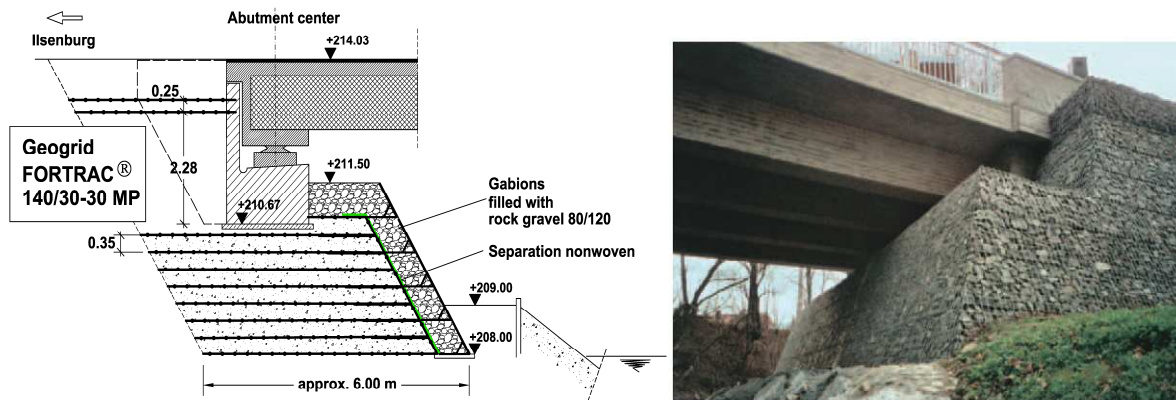 Ilsenburg
Abutment center
+214.03
0.25
Geogrid
FORTRAC®
140/30-30 MP
2.28
+211.50
+210.67
Gabions
filled with
rock gravel 80/120
0.35
Separation nonwoven
+209.00
+208.00
approx. 6.00 m